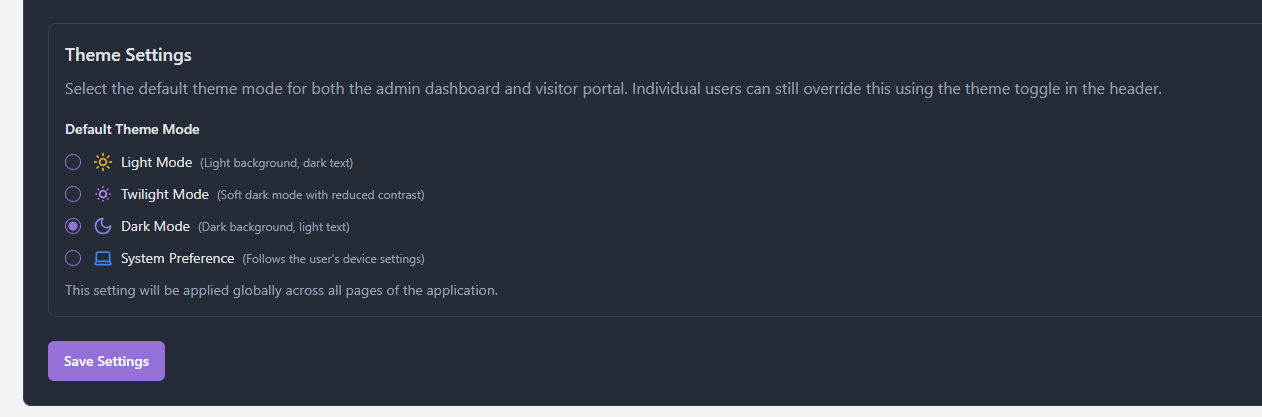 Theme Settings
Select the default theme mode for both the admin dashboard and visitor portal. Individual users can still override this using the theme toggle in the header.
Default Theme Mode
Light Mode (Light background, dark text)
Twilight Mode (Soft dark mode with reduced contrast)
Dark Mode (Dark background, light text)
System Preference (Follows the user's device settings)
This setting will be applied globally across all pages of the application.
Save Settings